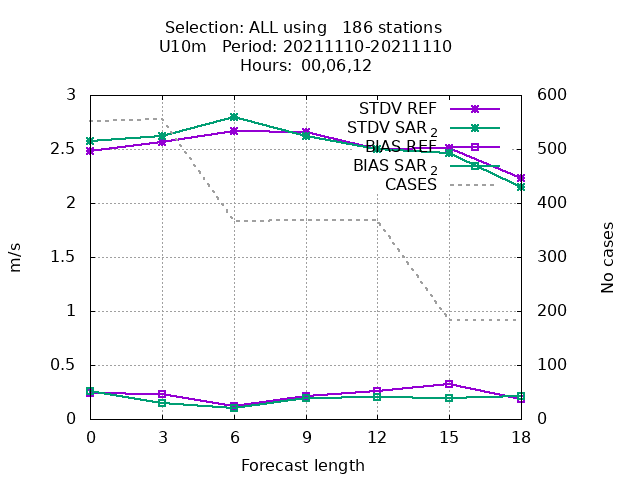 Selection: ALL using   186 stations
U10m   Period: 20211110-20211110
Hours:  00,06,12
3 600
STDV REF
STDV SAR 2
2.5 BIAS REF 500
BIAS SAR 2
CASES
2 400
m/s
No cases
1.5 300
1 200
0.5 100
0 0
0 3 6 9 12 15 18
Forecast length